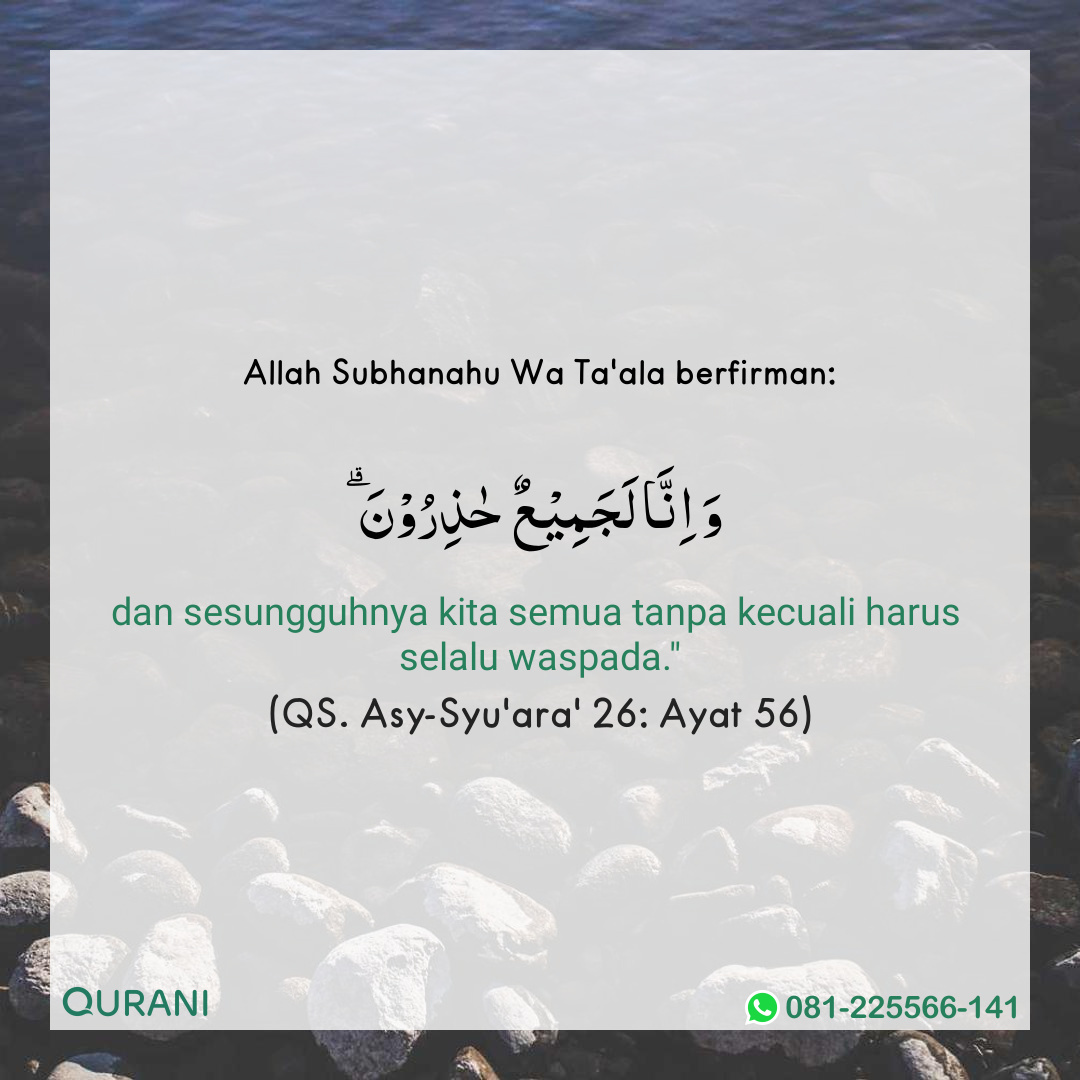 Allah Subhanahu Wa Ta'ala berfirman:
وَاِنَّا لَجَمِيْعٌ حٰذِرُوْنَ ۗ
dan sesungguhnya kita semua tanpa kecuali harus
selalu waspada."
(QS. Asy-Syu'ara' 26: Ayat 56)
QURANI
081-225566-141